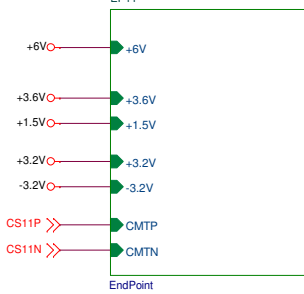 +6V +6V
+3.6V +3.6V
+1.5V +1.5V
+3.2V +3.2V
-3.2V -3.2V
CS11P CMTP
CS11N CMTN
EndPoint